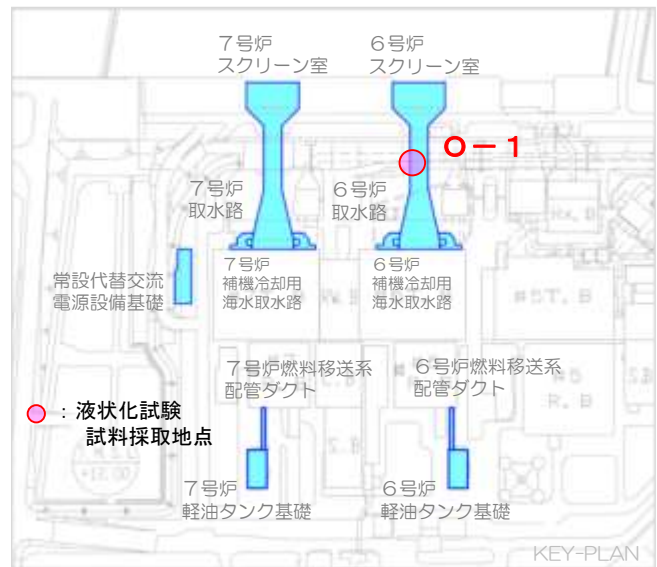 7号炉
スクリーン室
6号炉
スクリーン室
O－1
7号炉
取水路
6号炉
取水路
常設代替交流
電源設備基礎
7号炉
補機冷却用
海水取水路
6号炉
補機冷却用
海水取水路
#5T.B
7号炉燃料移送系
配管ダクト
6号炉燃料移送系
配管ダクト
#5
R.B
：液状化試験
試料採取地点
7号炉
軽油タンク基礎
6号炉
軽油タンク基礎
KEY-PLAN